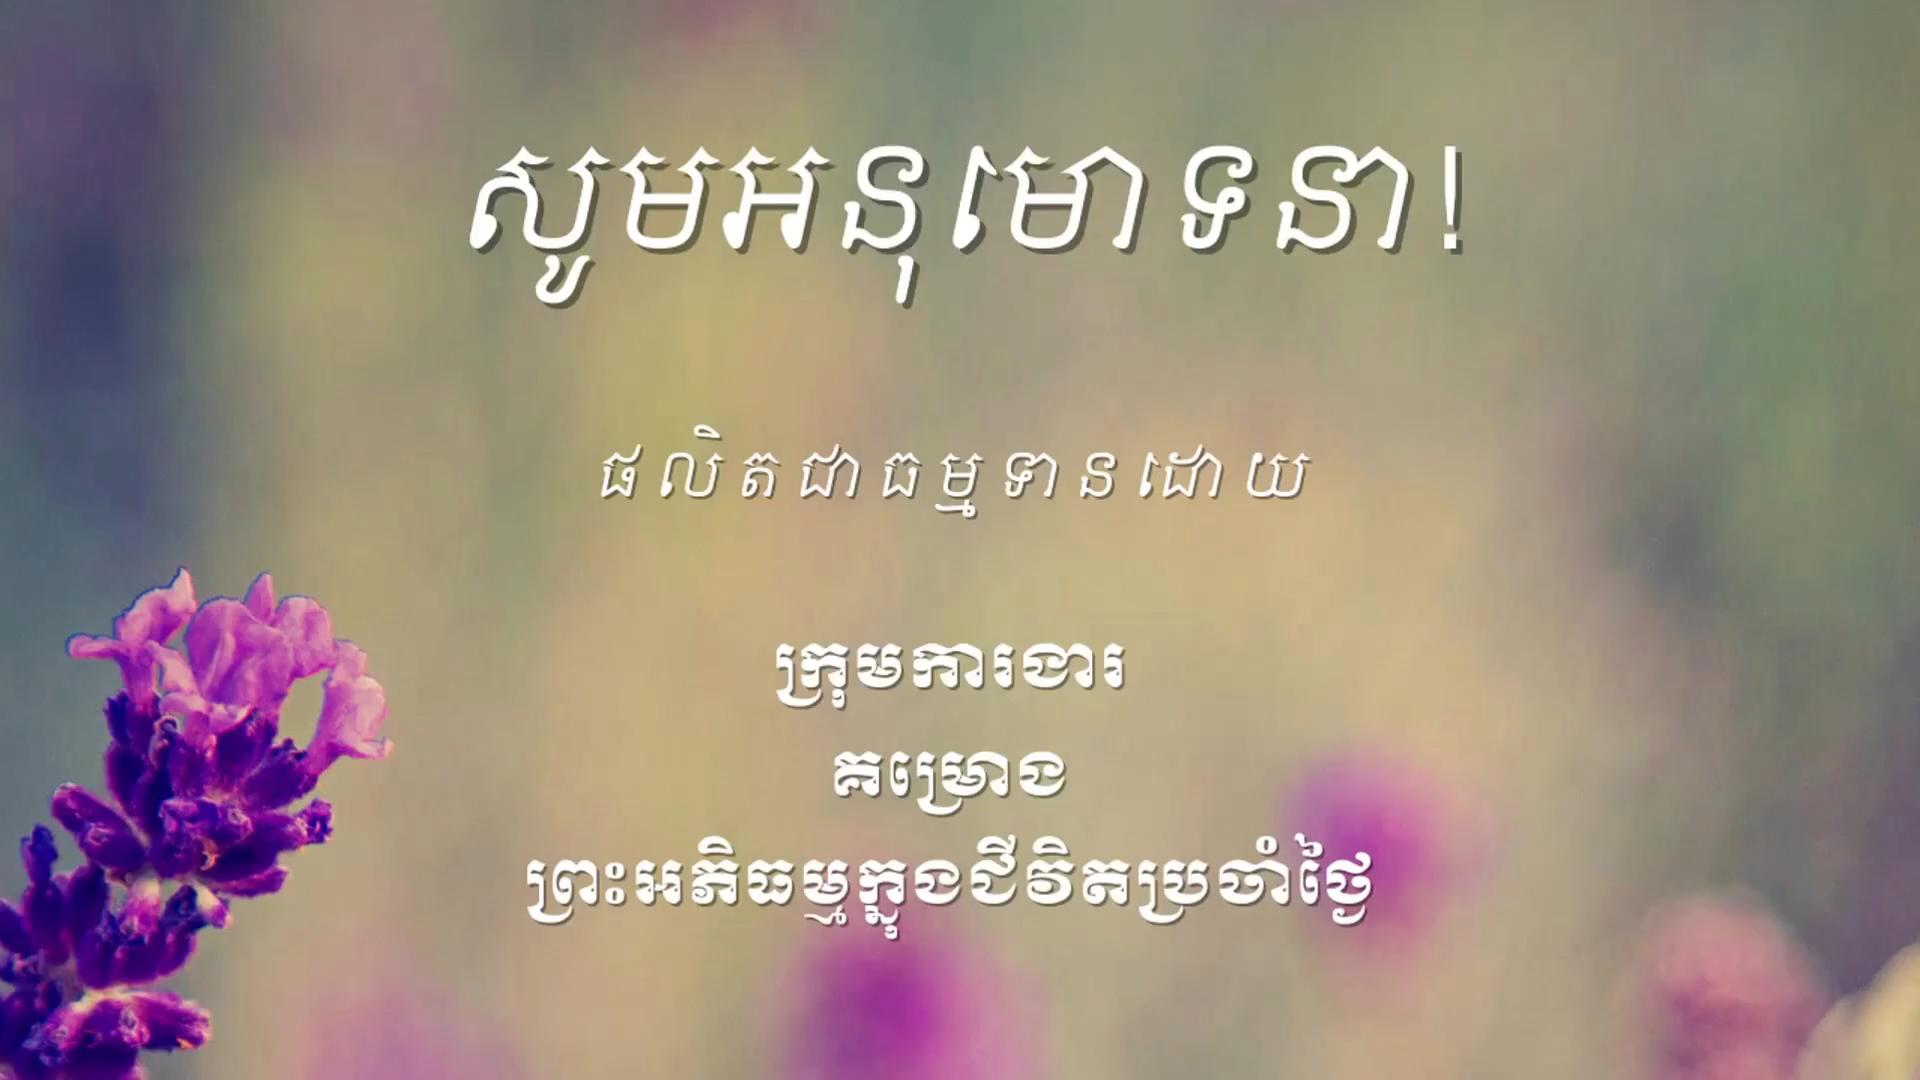 សូមអនុមោទនា!
ផលិតជាធម្មទានដោយ
ក្រុមការងារ
គម្រោង
ព្រះអភិធម្មក្នុងជីវិតប្រចាំថ្ងៃ